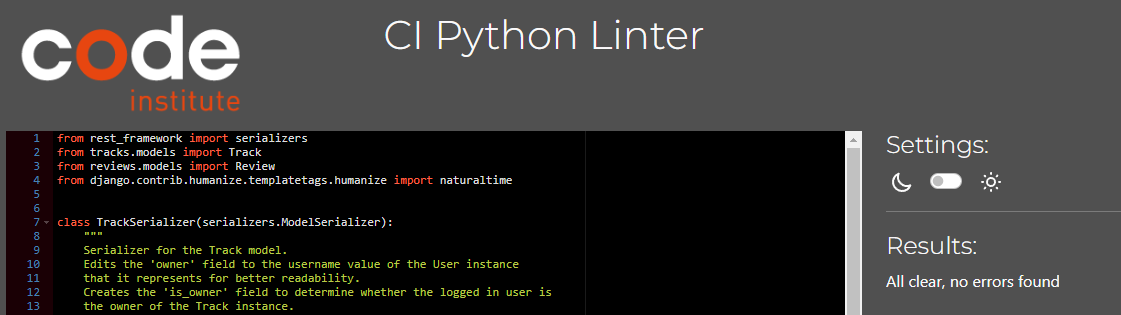 code
institute
CI Python Linter
1 from rest_framework import serializers
2 from tracks.models import Track
3 from reviews.models import Review
4 from django.contrib.humanize.templatetags.humanize import naturaltime
5
6
7 class TrackSerializer(serializers.ModelSerializer):
8 """
9 Serializer for the Track model.
10 Edits the 'owner' field to the username value of the User instance
11 that it represents for better readability.
12 Creates the 'is_owner' field to determine whether the logged in user is
13 the owner of the Track instance.
Settings:
Results:
All clear, no errors found